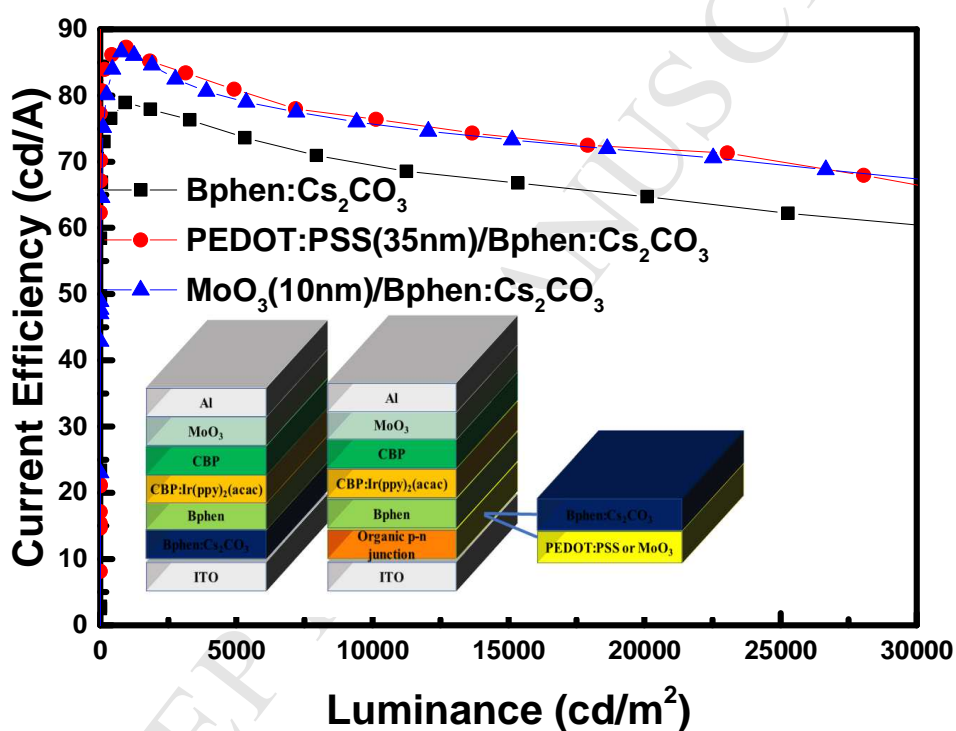 90
80
70
60
50
40
30
20
10
0
Current Efficiency (cd/A)
Bphen:Cs₂CO₃
PEDOT:PSS(35nm)/Bphen:Cs₂CO₃
MoO₃(10nm)/Bphen:Cs₂CO₃
Al
MoO₃
CBP
CBP:Ir(ppy)₂(acac)
Bphen
Bphen:Cs₂CO₃
ITO
Al
MoO₃
CBP
CBP:Ir(ppy)₂(acac)
Bphen
Organic p-n
junction
ITO
Bphen:Cs₂CO₃
PEDOT:PSS or MoO₃
0 5000 10000 15000 20000 25000 30000
Luminance (cd/m²)